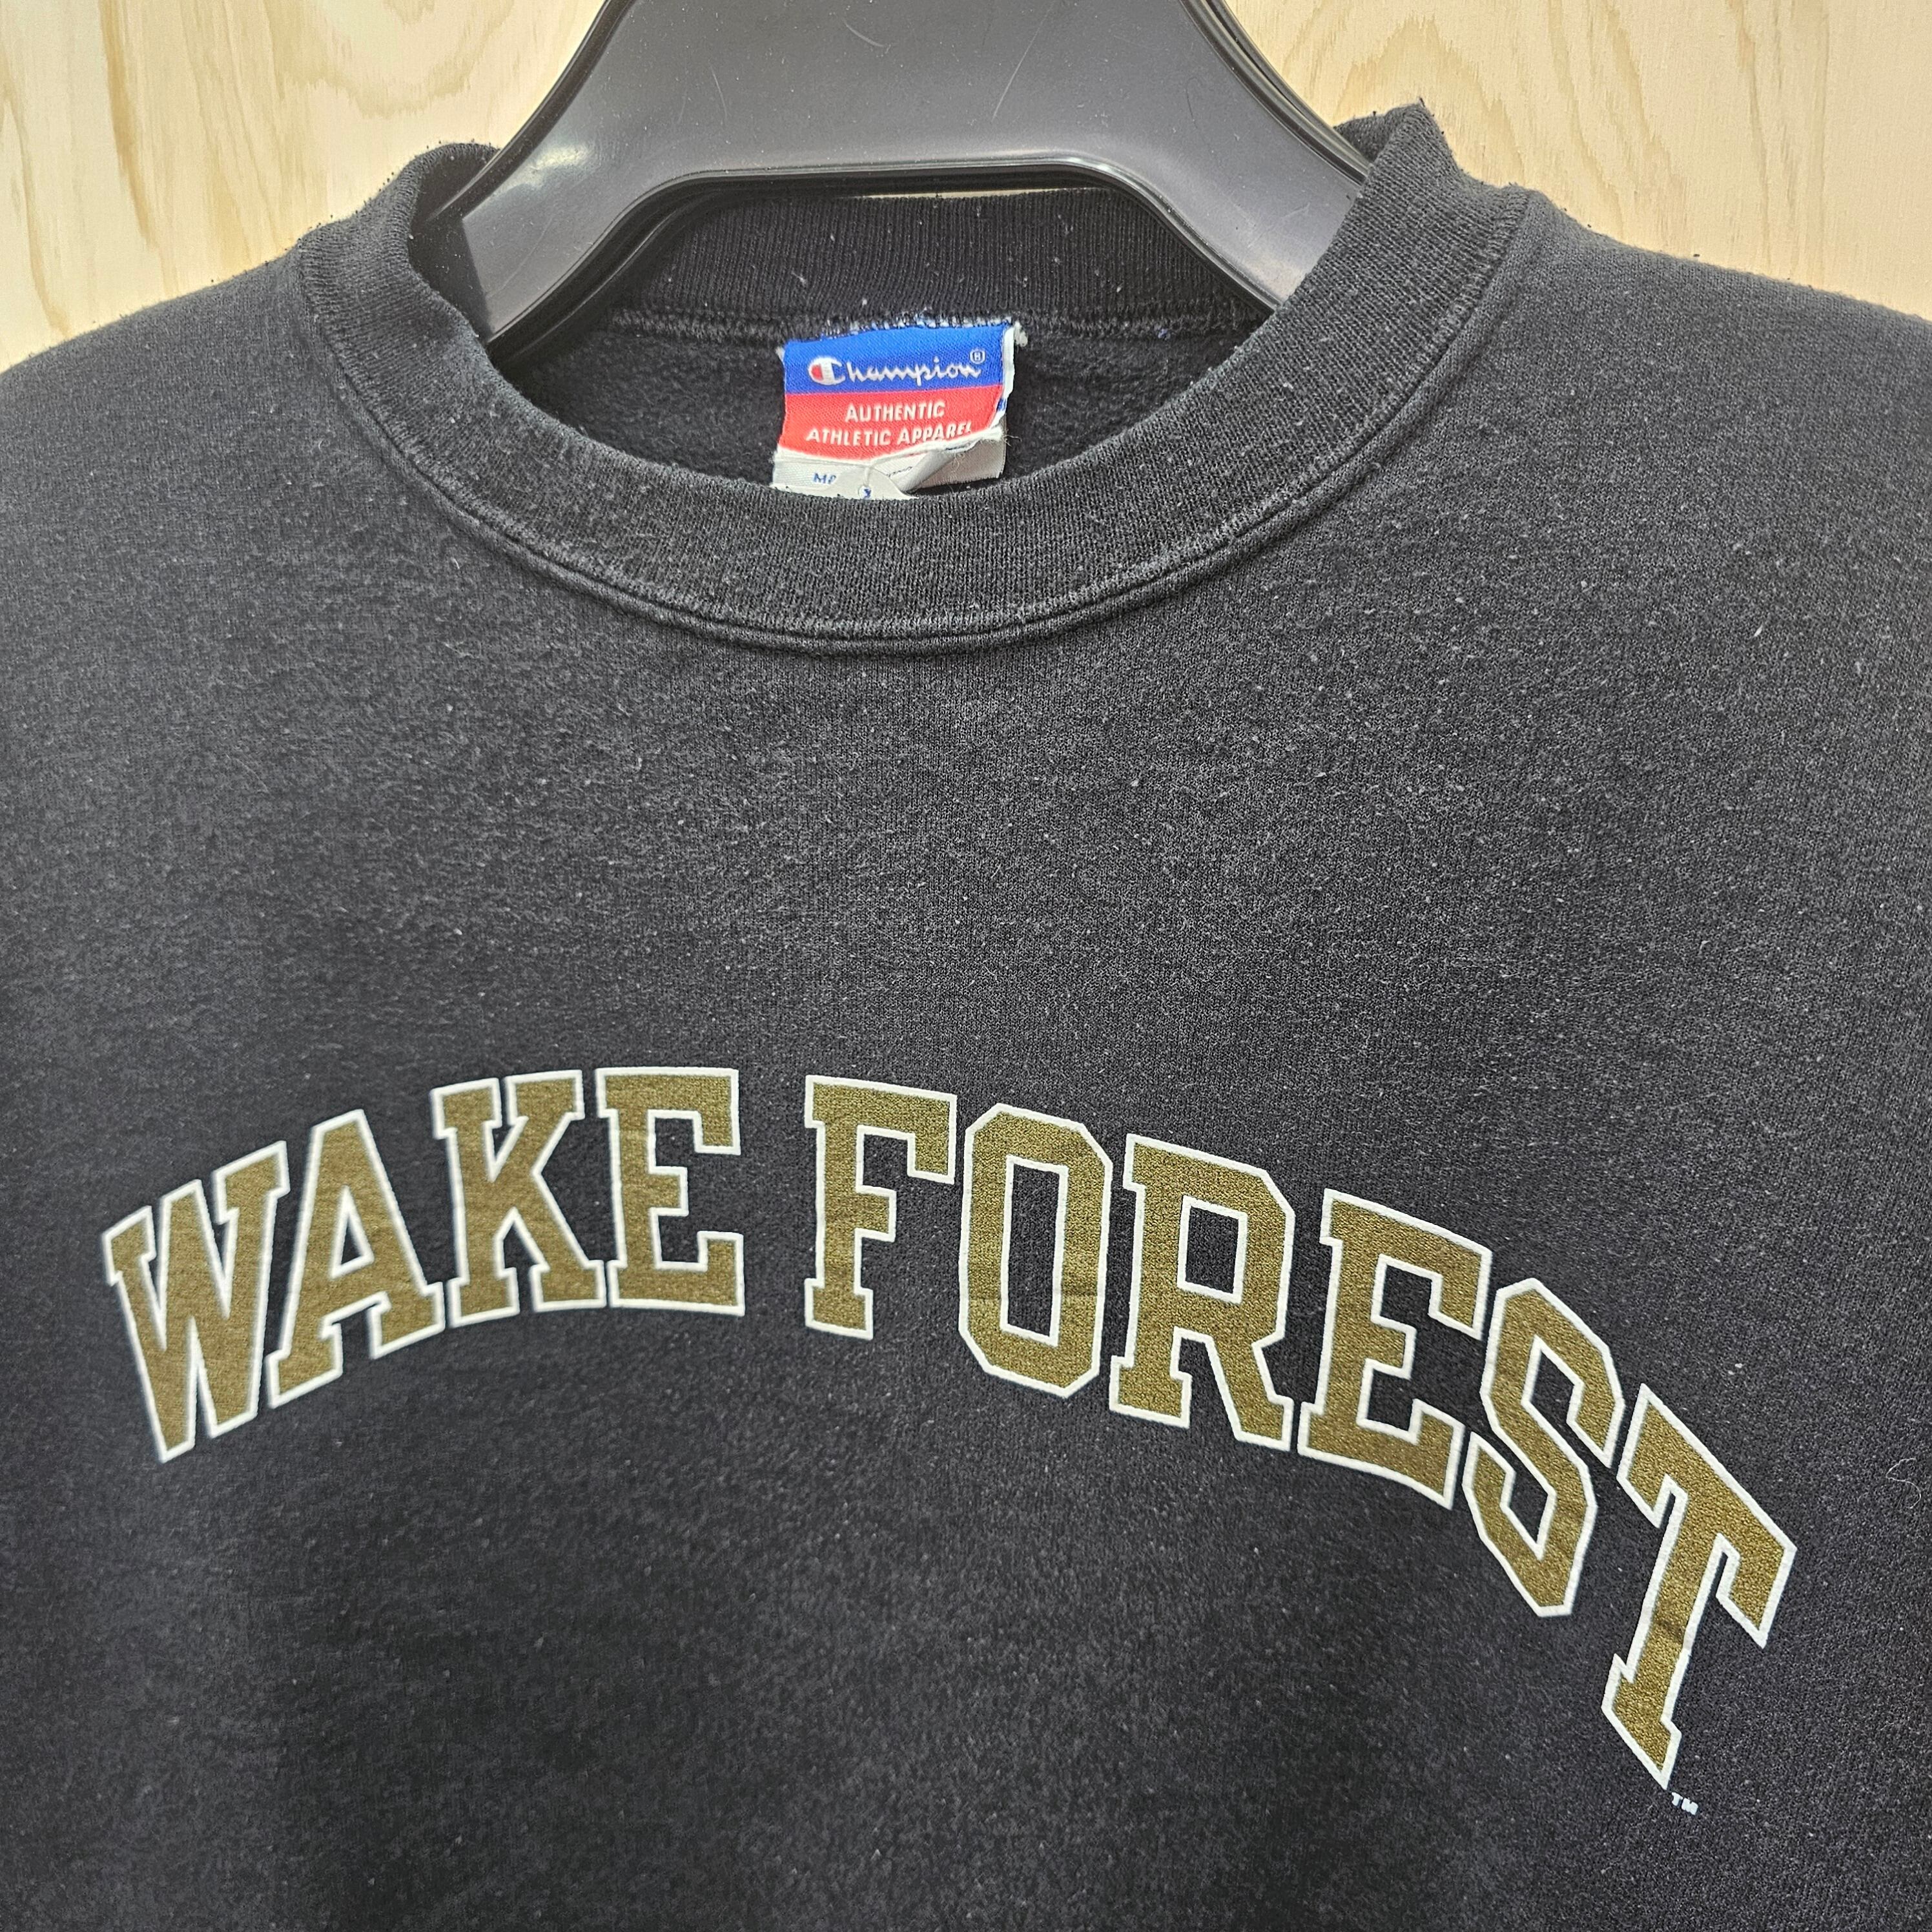 Champion®
AUTHENTIC
ATHLETIC APPAREL
WAKE FOREST
™